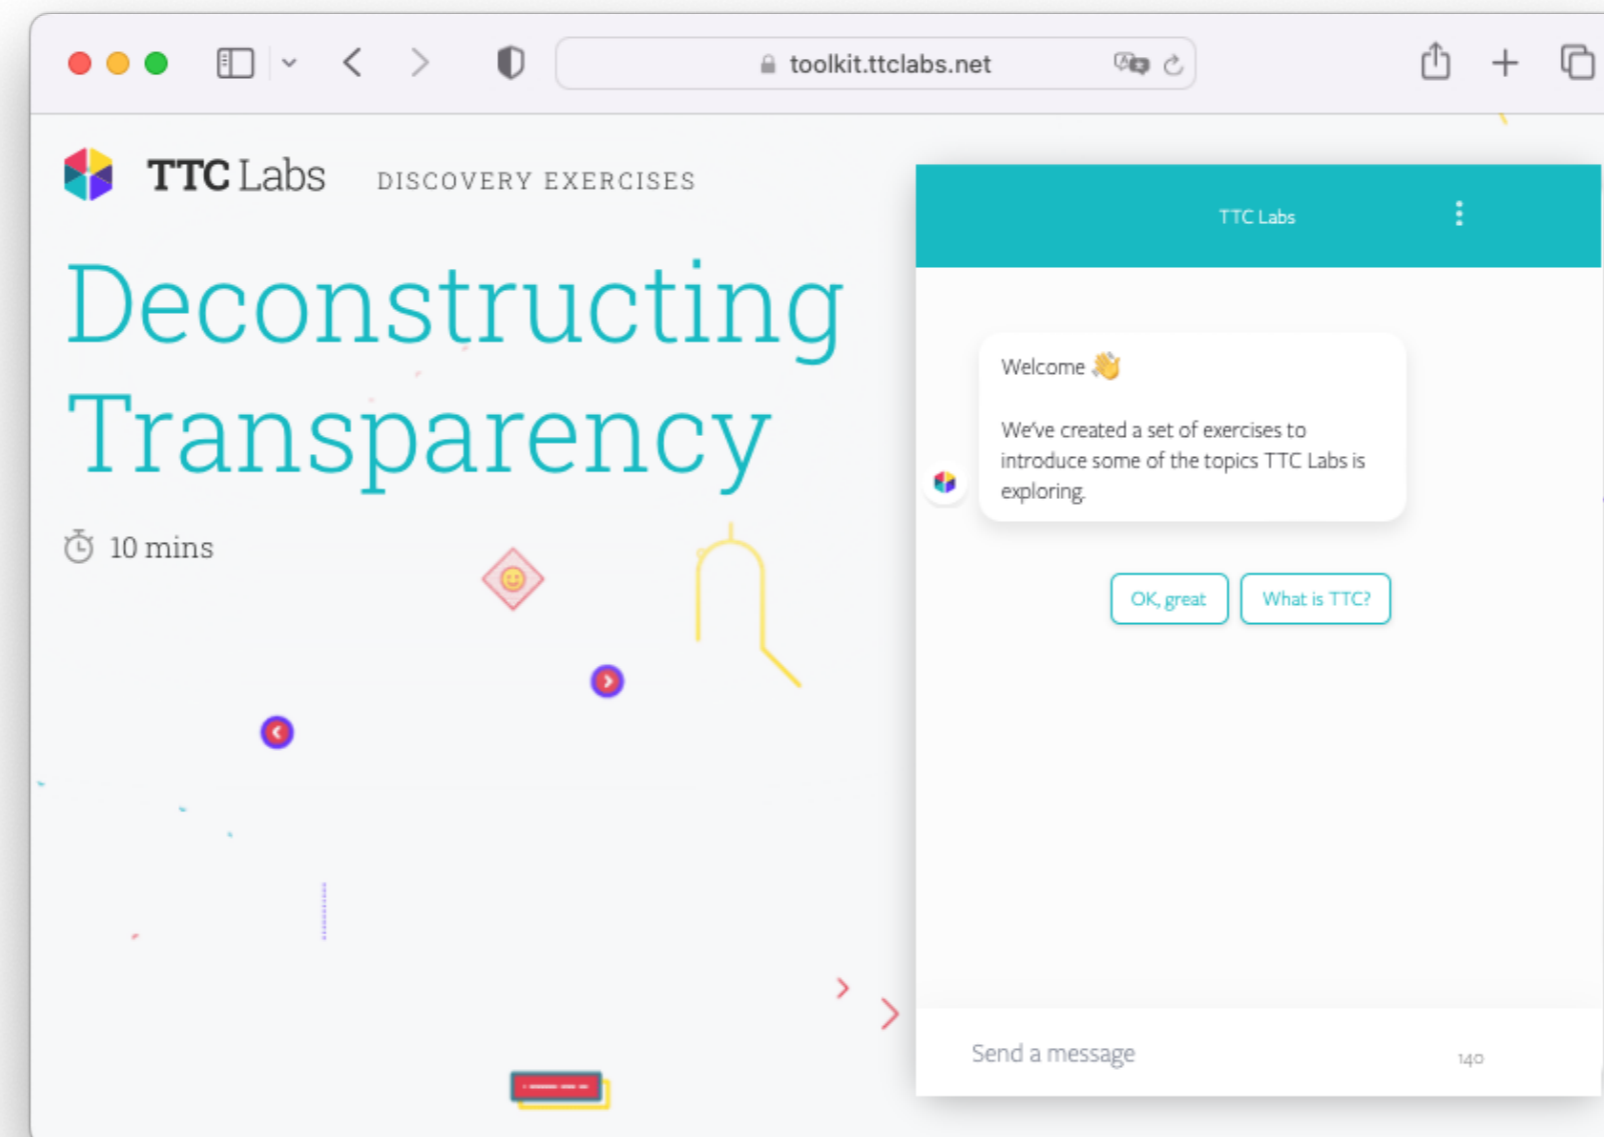 toolkit.ttclabs.net
TTC Labs DISCOVERY EXERCISES
Deconstructing
Transparency
10 mins
TTC Labs
Welcome 👋
We've created a set of exercises to
introduce some of the topics TTC Labs is
exploring.
OK, great
What is TTC?
Send a message
140